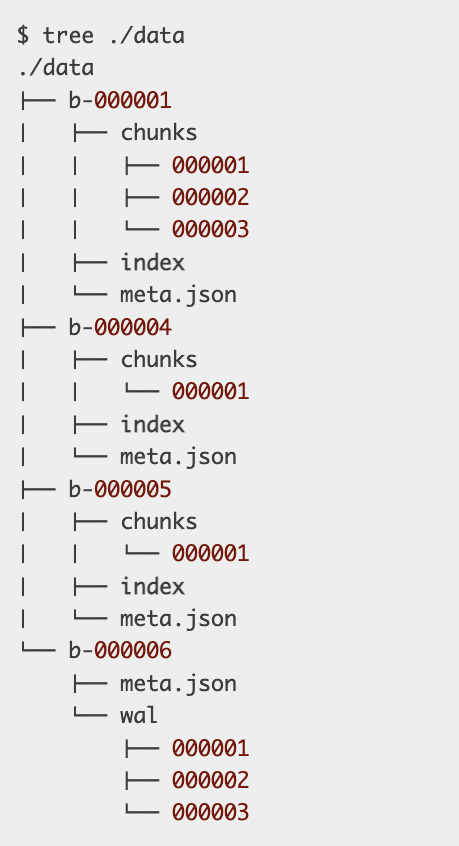 $ tree ./data
./data
├── b-000001
│   ├── chunks
│   │   ├── 000001
│   │   ├── 000002
│   │   └── 000003
│   ├── index
│   └── meta.json
├── b-000004
│   ├── chunks
│   │   └── 000001
│   ├── index
│   └── meta.json
├── b-000005
│   ├── chunks
│   │   └── 000001
│   ├── index
│   └── meta.json
└── b-000006
    ├── meta.json
    └── wal
        ├── 000001
        ├── 000002
        └── 000003